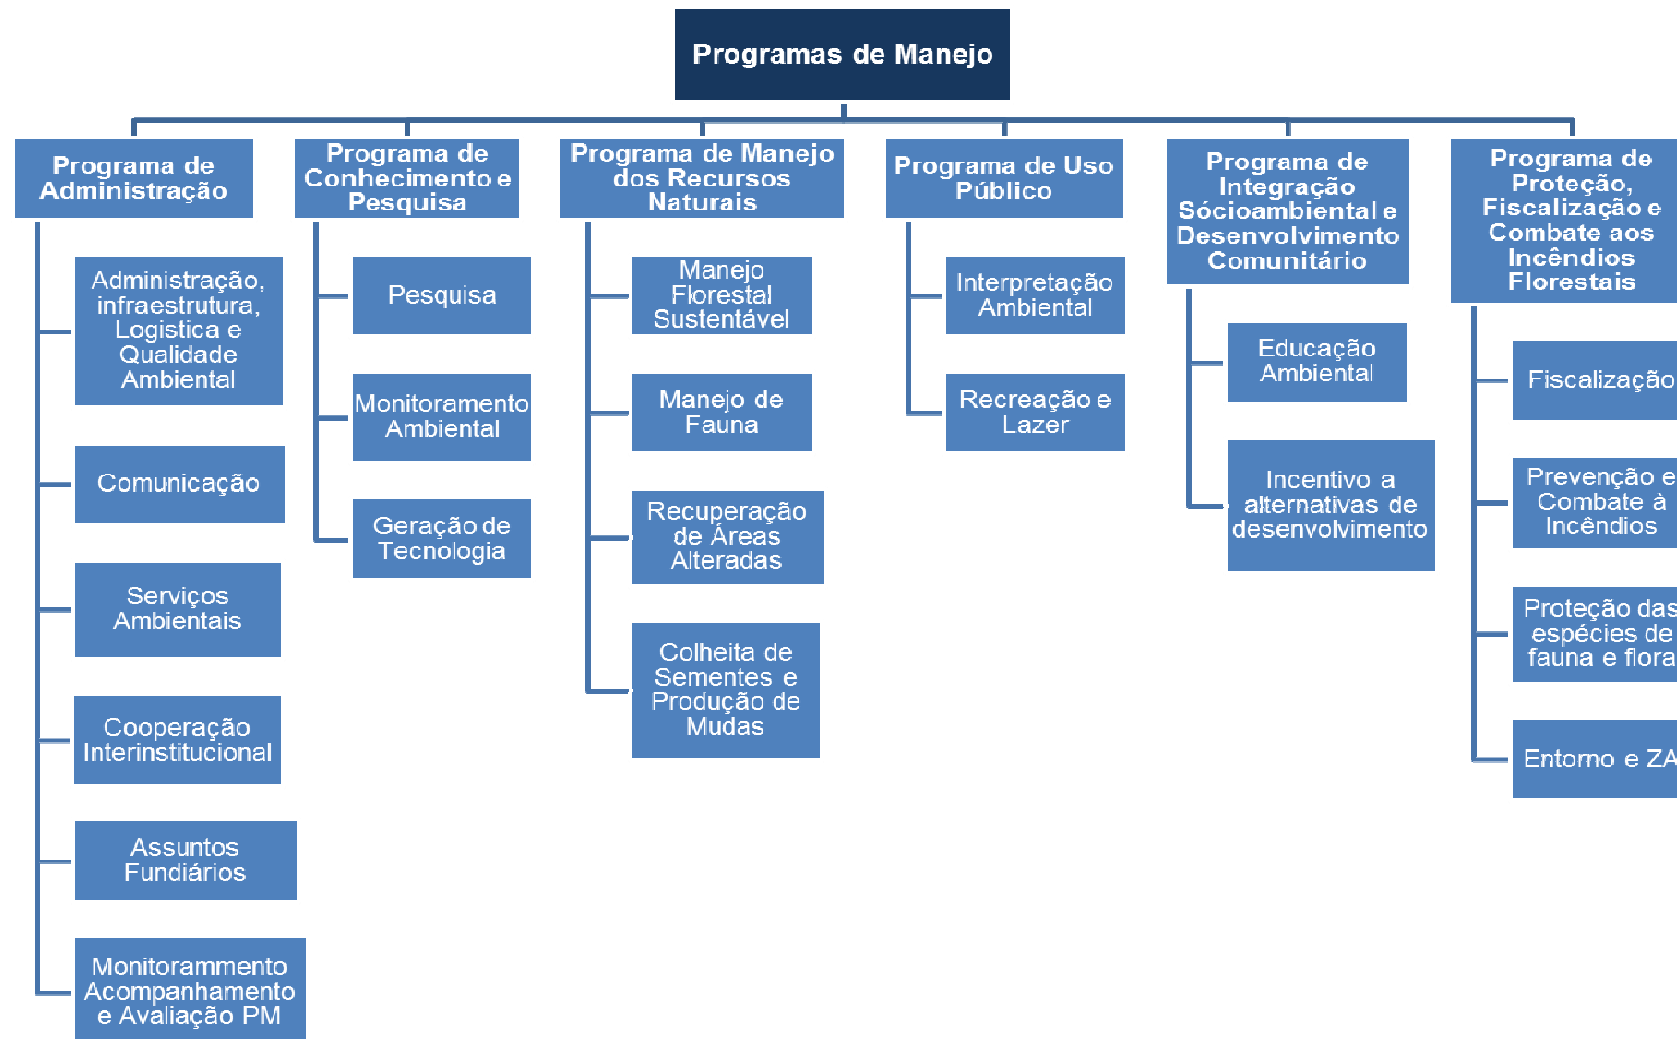 Programas de Manejo
Programa de
Administração
Administração,
infraestrutura,
Logistica e
Qualidade
Ambiental
Comunicação
Serviços
Ambientais
Cooperação
Interinstitucional
Assuntos
Fundiários
Monitorammento
Acompanhamento
e Avaliação PM
Programa de
Conhecimento e
Pesquisa
Pesquisa
Monitoramento
Ambiental
Geração de
Tecnologia
Programa de Manejo
dos Recursos
Naturais
Manejo
Florestal
Sustentável
Manejo de
Fauna
Recuperação
de Áreas
Alteradas
Colheita de
Sementes e
Produção de
Mudas
Programa de Uso
Público
Interpretação
Ambiental
Recreação e
Lazer
Programa de
Integração
Sócioambiental e
Desenvolvimento
Comunitário
Educação
Ambiental
Incentivo a
alternativas de
desenvolvimento
Programa de
Proteção,
Fiscalização e
Combate aos
Incêndios
Florestais
Fiscalização
Prevenção e
Combate à
Incêndios
Proteção das
espécies de
fauna e flora
Entorno e ZA